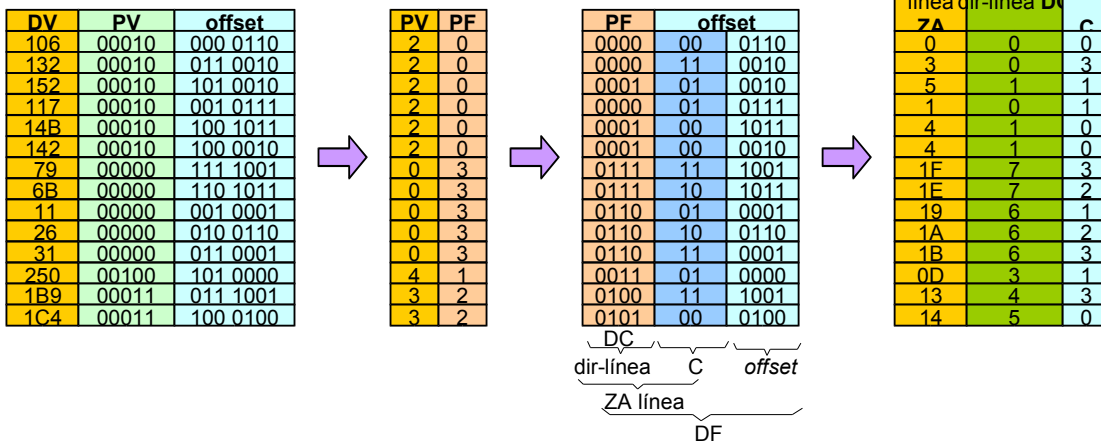 línea dir-línea DC
DV PV offset PV PF PF offset ZA C
106 00010 000 0110 2 0 0000 00 0110 0 0 0
132 00010 011 0010 2 0 0000 11 0010 3 0 3
152 00010 101 0010 2 0 0001 01 0010 5 1 1
117 00010 001 0111 2 0 0000 01 0111 1 0 1
14B 00010 100 1011 2 0 0001 00 1011 4 1 0
142 00010 100 0010 2 0 0001 00 0010 4 1 0
79 00000 111 1001 0 3 0111 11 1001 1F 7 3
6B 00000 110 1011 0 3 0111 10 1011 1E 7 2
11 00000 001 0001 0 3 0110 01 0001 19 6 1
26 00000 010 0110 0 3 0110 10 0110 1A 6 2
31 00000 011 0001 0 3 0110 11 0001 1B 6 3
250 00100 101 0000 4 1 0011 01 0000 0D 3 1
1B9 00011 011 1001 3 2 0100 11 1001 13 4 3
1C4 00011 100 0100 3 2 0101 00 0100 14 5 0
DC
dir-línea C offset
ZA línea
DF